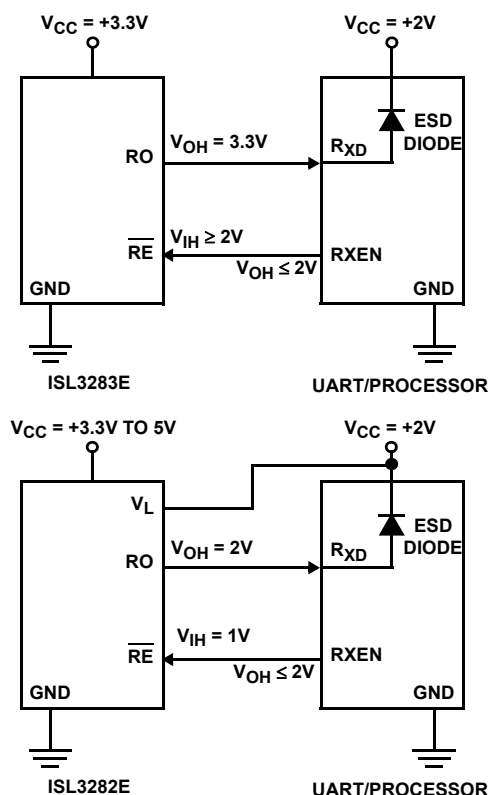 VCC = +3.3V
VCC = +2V
RO
VOH = 3.3V
RXD
ESD
DIODE
RE
VIH ≥ 2V
VOH ≤ 2V
RXEN
GND
GND
ISL3283E
UART/PROCESSOR
VCC = +3.3V TO 5V
VCC = +2V
VL
RO
VOH = 2V
RXD
ESD
DIODE
RE
VIH = 1V
VOH ≤ 2V
RXEN
GND
GND
ISL3282E
UART/PROCESSOR